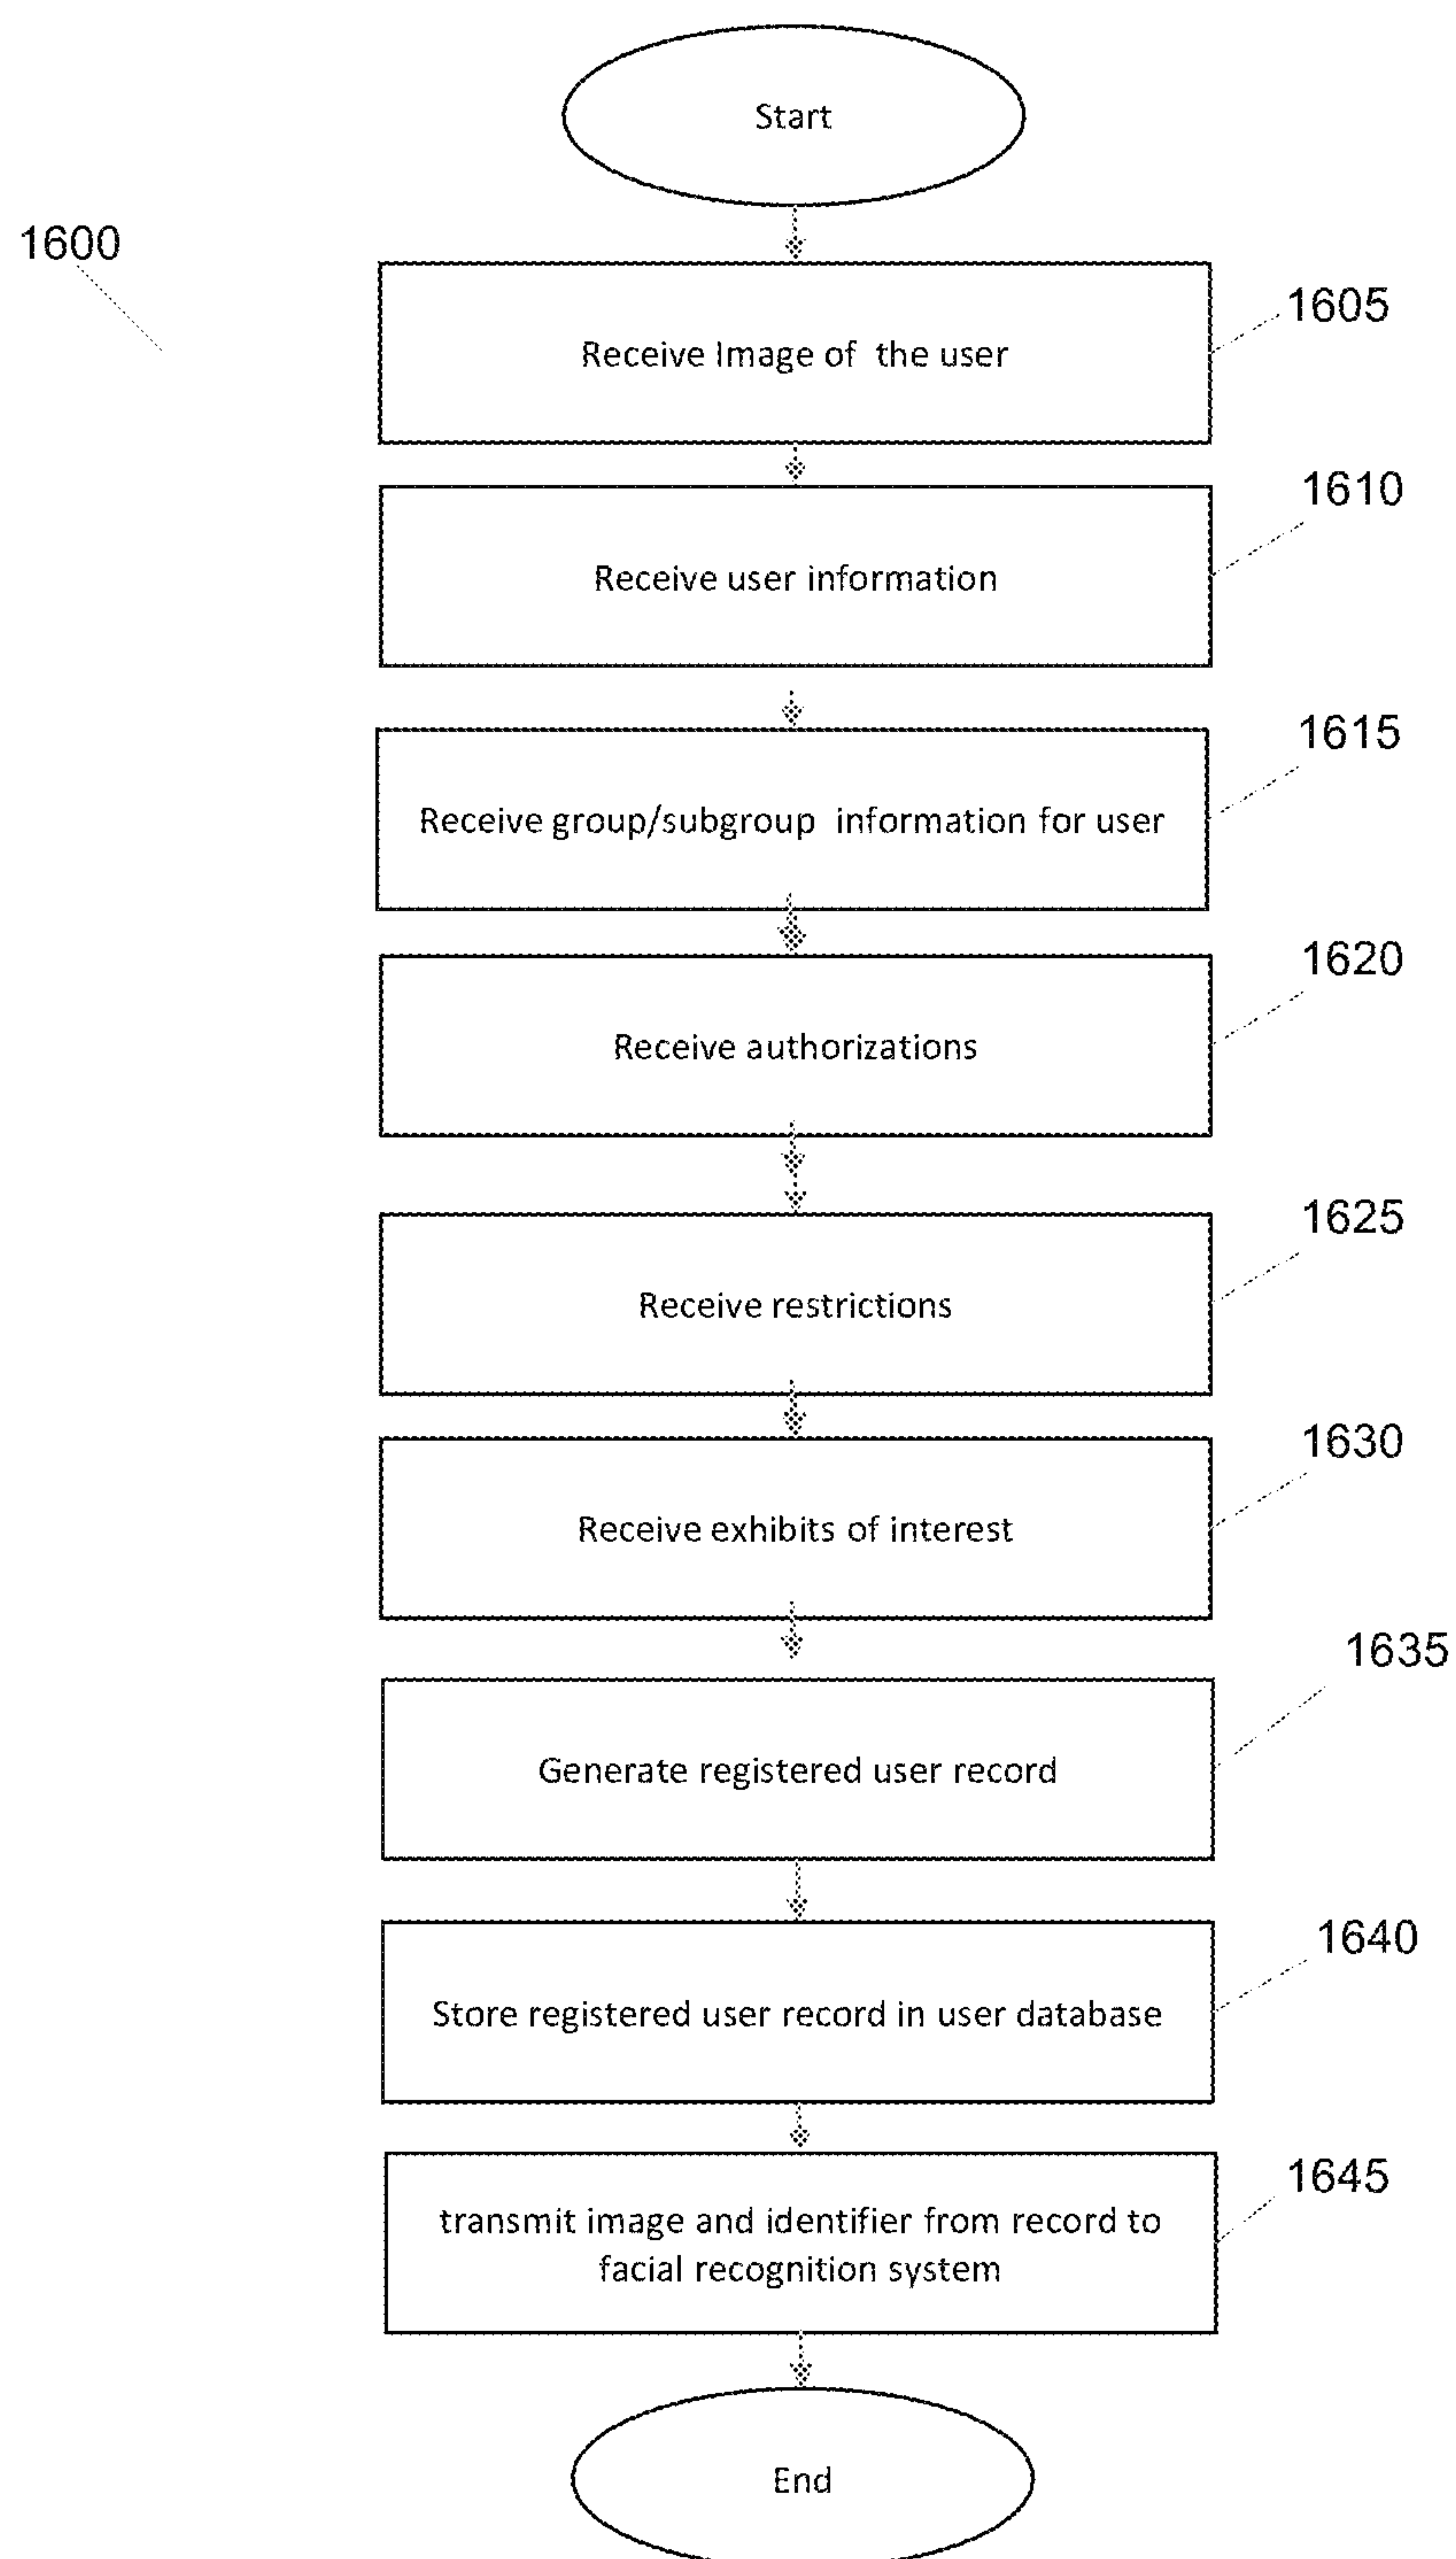 Start
1600
Receive Image of the user
1605
Receive user information
1610
Receive group/subgroup information for user
1615
Receive authorizations
1620
Receive restrictions
1625
Receive exhibits of interest
1630
Generate registered user record
1635
Store registered user record in user database
1640
transmit image and identifier from record to
facial recognition system
1645
End